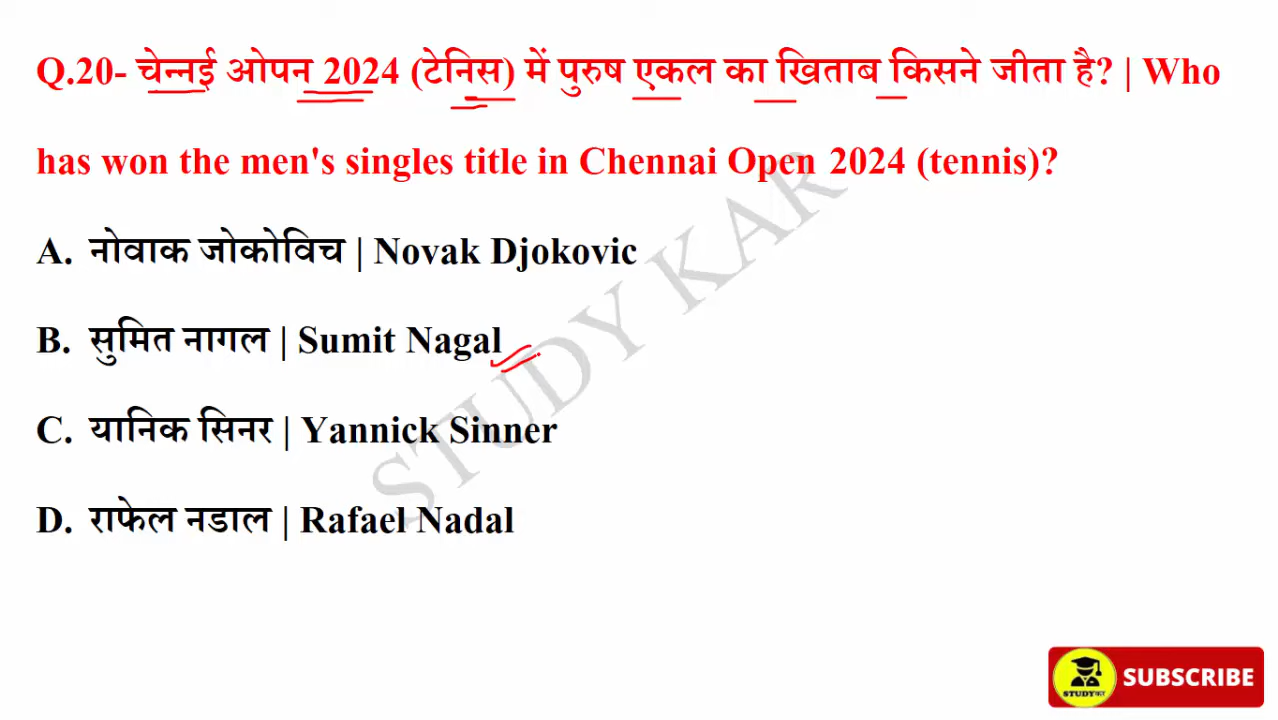 Q.20- चेन्नई ओपन 2024 (टेनिस) में पुरुष एकल का खिताब किसने जीता है? | Who
has won the men's singles title in Chennai Open 2024 (tennis)?
A. नोवाक जोकोविच | Novak Djokovic
B. सुमित नागल | Sumit Nagal
C. यानिक सिनर | Yannick Sinner
D. राफेल नडाल | Rafael Nadal
STUDY KAR
STUDYकर
SUBSCRIBE